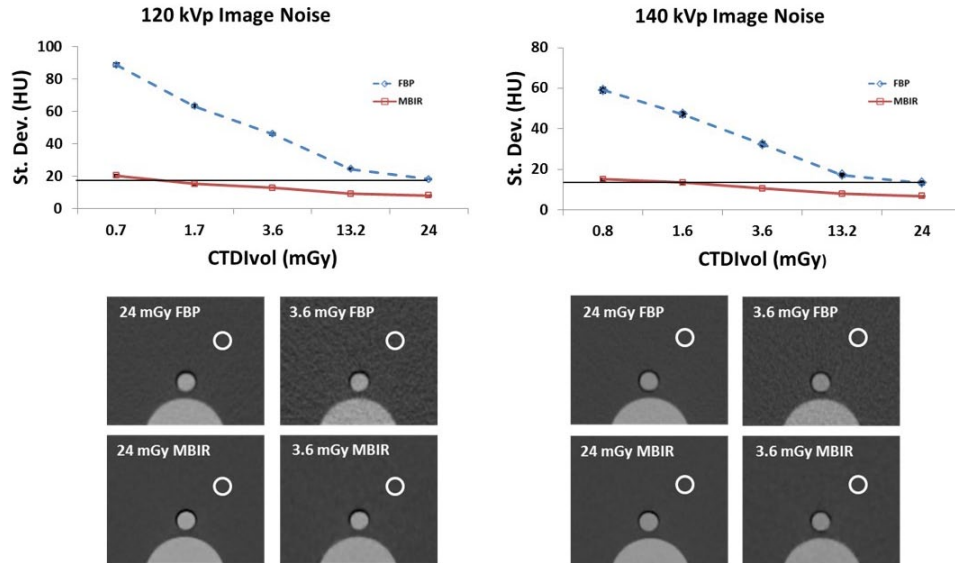 120 kVp Image Noise
St. Dev. (HU)
100
80
60
40
20
0
FBP
MBIR
0.7 1.7 3.6 13.2 24
CTDIvol (mGy)
140 kVp Image Noise
St. Dev. (HU)
80
60
40
20
0
FBP
MBIR
0.8 1.6 3.6 13.2 24
CTDIvol (mGy)
24 mGy FBP
3.6 mGy FBP
24 mGy MBIR
3.6 mGy MBIR
24 mGy FBP
3.6 mGy FBP
24 mGy MBIR
3.6 mGy MBIR